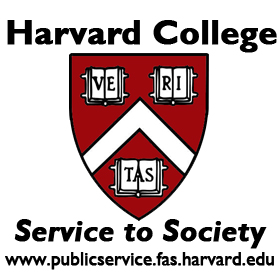 Harvard College
VE RI
TAS
Service to Society
www.publicservice.fas.harvard.edu